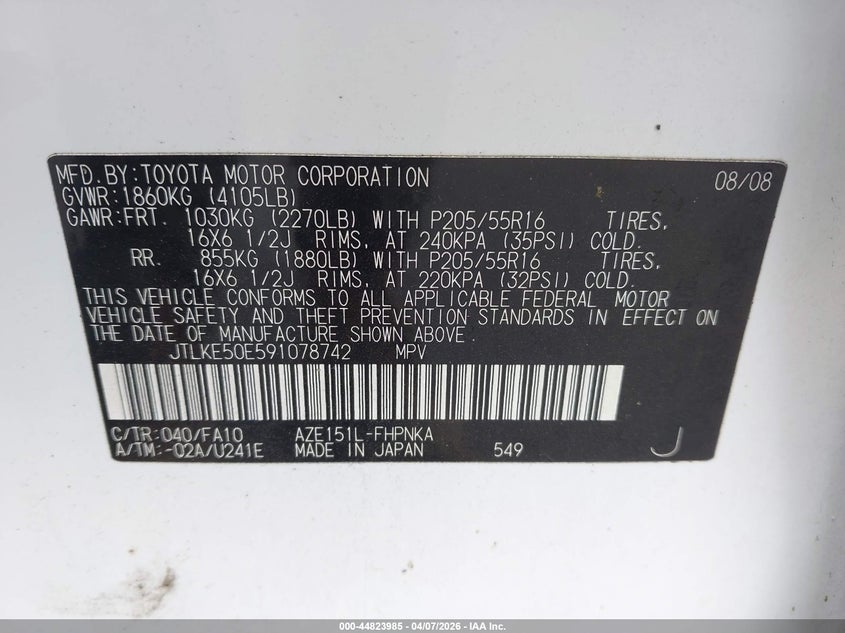 MFD.BY:TOYOTA MOTOR CORPORATION 08/08
GVWR:1860KG (4105LB)
GAWR:FRT. 1030KG (2270LB) WITH P205/55R16 TIRES,
16X6 1/2J RIMS, AT 240KPA (35PSI) COLD.
RR. 855KG (1880LB) WITH P205/55R16 TIRES,
16X6 1/2J RIMS, AT 220KPA (32PSI) COLD.
THIS VEHICLE CONFORMS TO ALL APPLICABLE FEDERAL MOTOR
VEHICLE SAFETY AND THEFT PREVENTION STANDARDS IN EFFECT ON
THE DATE OF MANUFACTURE SHOWN ABOVE.
JTLKE50E591078742 MPV
C/TR:040/FA10 AZE151L-FHPNKA
A/TM:-02A/U241E MADE IN JAPAN 549 J
000-44823985 - 04/07/2026 - IAA Inc.